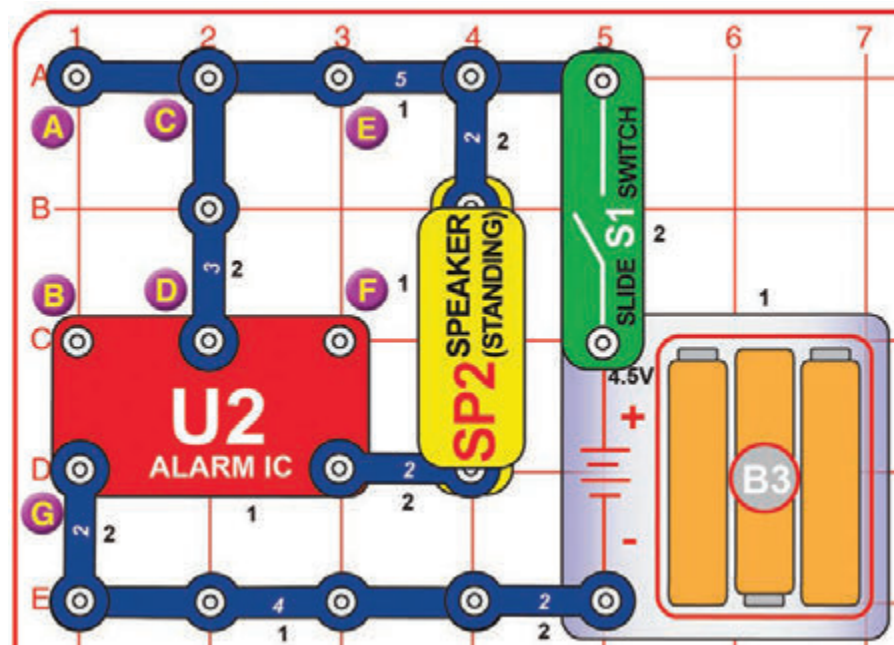 1 2 3 4 5 6 7
A
5
1
A C E
2 2
B
3 2
1
SLIDE S1 SWITCH
2
SP2 SPEAKER
(STANDING)
B D F
1
C
4.5V
U2
ALARM IC
+
B3
-
D
2
2
1
G
2 2
E
4
1
2
2